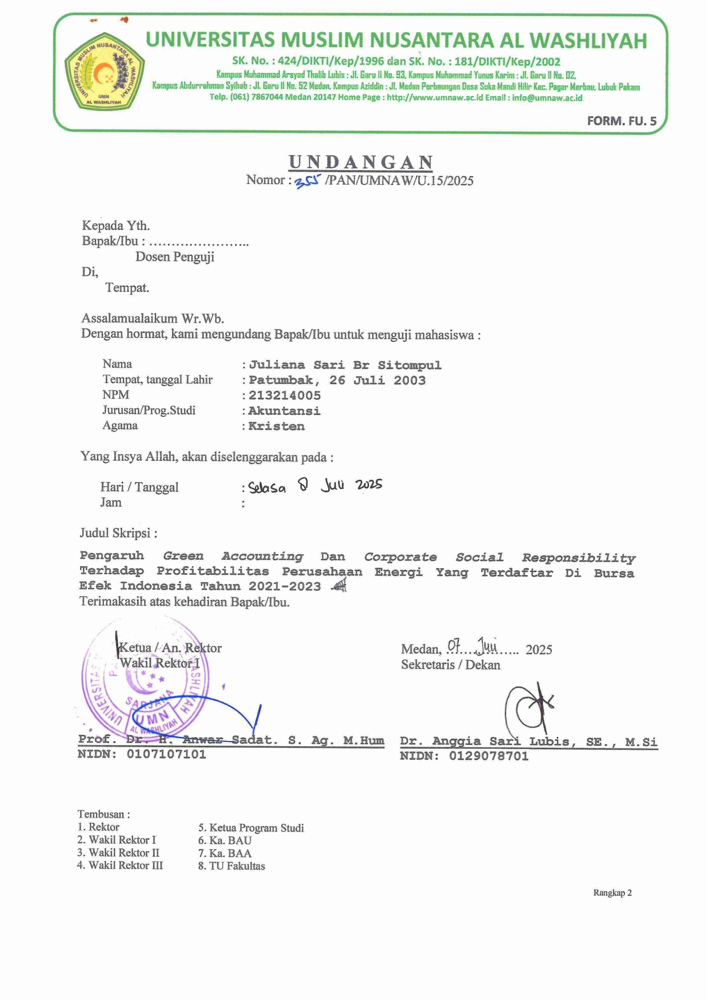 UNIVERSITAS MUSLIM NUSANTARA AL WASHLIYAH
UMN
AL WASHLIYAH
UNIVERSITAS MUSLIM NUSANTARA AL WASHLIYAH
SK. No. : 424/DIKTI/Kep/1996 dan SK. No. : 181/DIKTI/Kep/2002
Kampus Muhammad Arsyad Thalib Lubis : Jl. Garu II No. 93, Kampus Muhammad Yunus Karim : Jl. Garu II No. 02,
Kampus Abdurrahman Syihab : Jl. Garu II No. 52 Medan, Kampus Aziddin : Jl. Medan Perbaungan Desa Suka Mandi Hilir Kec. Pagar Merbau, Lubuk Pakam
Telp. (061) 7867044 Medan 20147 Home Page : http://www.umnaw.ac.id Email : info@umnaw.ac.id
FORM. FU. 5
UNDANGAN
Nomor : 355 /PAN/UMNAW/U.15/2025
Kepada Yth.
Bapak/Ibu : ……………………..
Dosen Penguji
Di,
Tempat.
Assalamualaikum Wr.Wb.
Dengan hormat, kami mengundang Bapak/Ibu untuk menguji mahasiswa :
Nama : Juliana Sari Br Sitompul
Tempat, tanggal Lahir : Patumbak, 26 Juli 2003
NPM : 213214005
Jurusan/Prog.Studi : Akuntansi
Agama : Kristen
Yang Insya Allah, akan diselenggarakan pada :
Hari / Tanggal : Selasa 8 Juli 2025
Jam :
Judul Skripsi :
Pengaruh Green Accounting Dan Corporate Social Responsibility
Terhadap Profitabilitas Perusahaan Energi Yang Terdaftar Di Bursa
Efek Indonesia Tahun 2021-2023
Terimakasih atas kehadiran Bapak/Ibu.
Ketua / An. Rektor
Wakil Rektor I
UNIVERSITAS AL WASHLIYAH
SARJANA
UMN
AL WASHLIYAH
Prof. Dr. H. Anwar Sadat. S. Ag. M.Hum
NIDN: 0107107101
Medan, 07 Juli 2025
Sekretaris / Dekan
Dr. Anggia Sari Lubis, SE., M.Si
NIDN: 0129078701
Tembusan :
1. Rektor
2. Wakil Rektor I
3. Wakil Rektor II
4. Wakil Rektor III
5. Ketua Program Studi
6. Ka. BAU
7. Ka. BAA
8. TU Fakultas
Rangkap 2